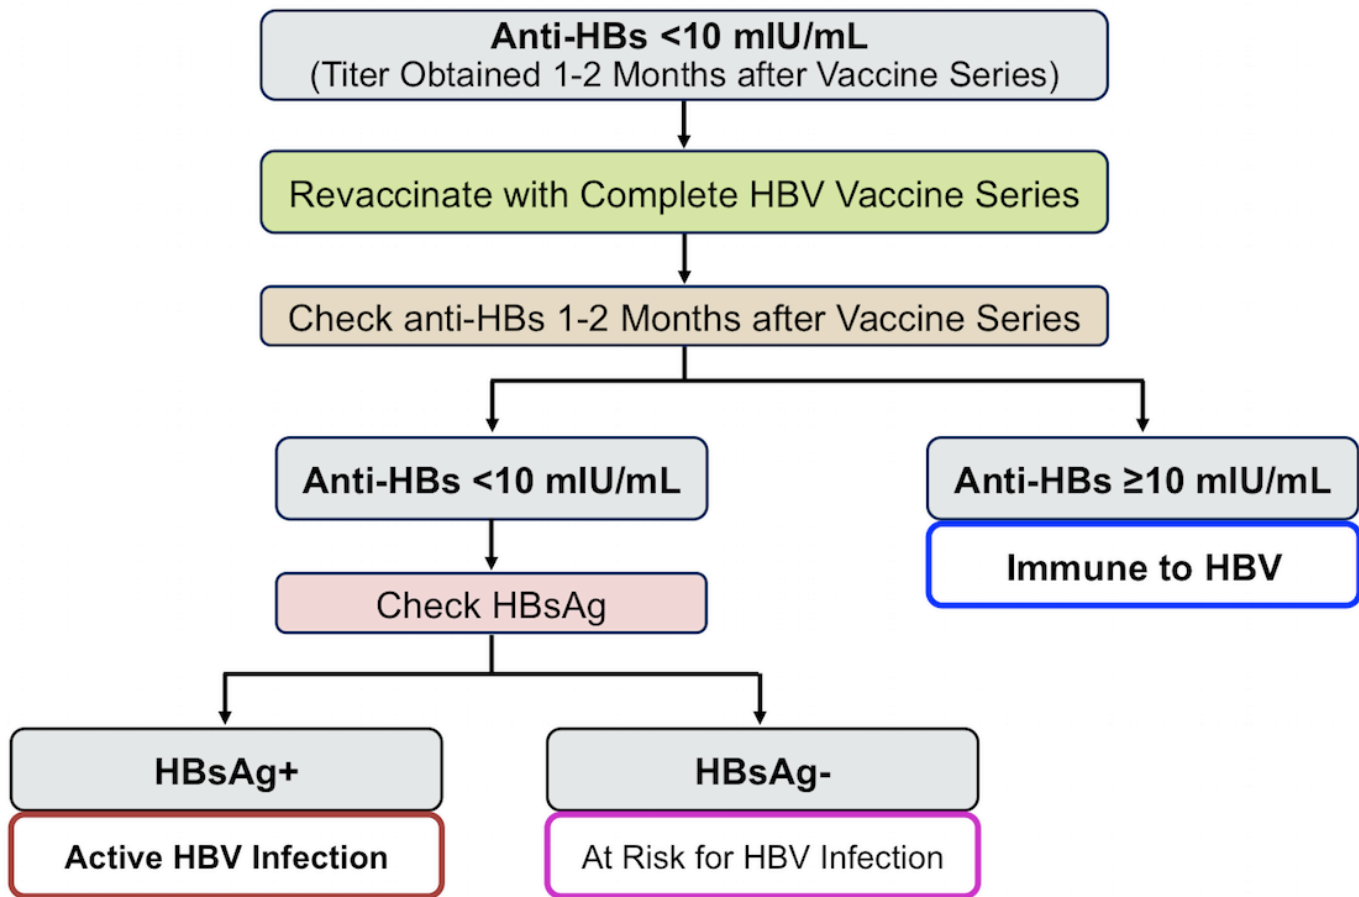 Anti-HBs <10 mIU/mL
(Titer Obtained 1-2 Months after Vaccine Series)
Revaccinate with Complete HBV Vaccine Series
Check anti-HBs 1-2 Months after Vaccine Series
Anti-HBs <10 mIU/mL
Anti-HBs ≥10 mIU/mL
Immune to HBV
Check HBsAg
HBsAg+
Active HBV Infection
HBsAg-
At Risk for HBV Infection